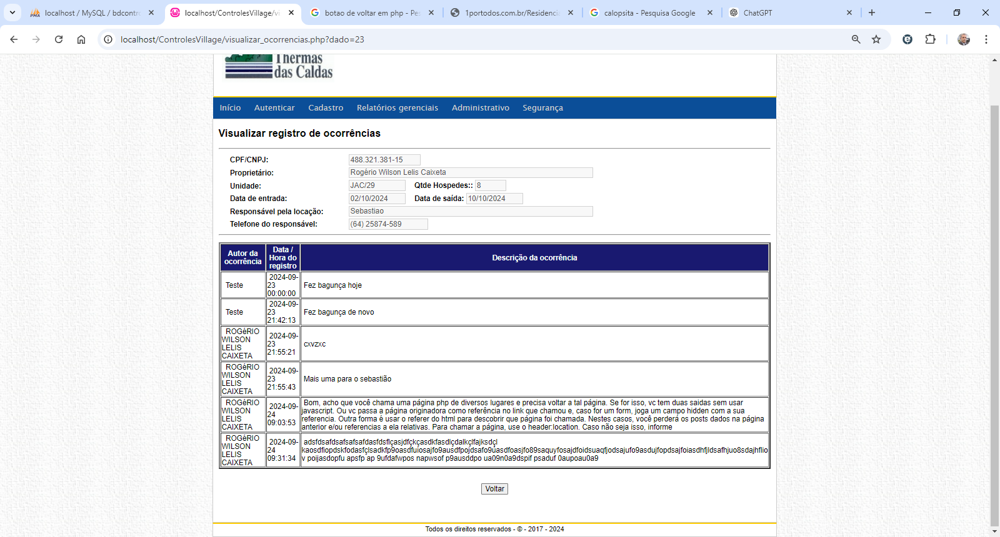 localhost / MySQL / bdcontro
localhost/ControlesVillage/vi
botao de voltar em php - Pes
1portodos.com.br/Residencia
calopsita - Pesquisa Google
ChatGPT
localhost/ControlesVillage/visualizar_ocorrencias.php?dado=23
Thermas
das Caldas
Início Autenticar Cadastro Relatórios gerenciais Administrativo Segurança
Visualizar registro de ocorrências
CPF/CNPJ: 488.321.381-15
Proprietário: Rogério Wilson Lelis Caixeta
Unidade: JAC/29 Qtde Hospedes:: 8
Data de entrada: 02/10/2024 Data de saída: 10/10/2024
Responsável pela locação: Sebastiao
Telefone do responsável: (64) 25874-589
Autor da
ocorrência
Data /
Hora do
registro
Descrição da ocorrência
Teste
2024-09-
23
00:00:00
Fez bagunça hoje
Teste
2024-09-
23
21:42:13
Fez bagunça de novo
ROGéRIO
WILSON
LELIS
CAIXETA
2024-09-
23
21:55:21
cxvzxc
ROGéRIO
WILSON
LELIS
CAIXETA
2024-09-
23
21:55:43
Mais uma para o sebastião
ROGéRIO
WILSON
LELIS
CAIXETA
2024-09-
24
09:03:53
Bom, acho que você chama uma página php de diversos lugares e precisa voltar a tal página. Se for isso, vc tem duas saidas sem usar
javascript. Ou vc passa a página originadora como referência no link que chamou e, caso for um form, joga um campo hidden com a sua
referencia. Outra forma é usar o referer do html para descobrir que página foi chamada. Nestes casos, você perderá os posts dados na página
anterior e/ou referencias a ela relativas. Para chamar a página, use o header:location. Caso não seja isso, informe
ROGéRIO
WILSON
LELIS
CAIXETA
2024-09-
24
09:31:34
adsfdsafdsafsafsafdasfdsflçasjdfçkçasdkfasdlçdalkçlfajksdçl
kaosdfiopdskfodasfçlsadkfp9oasdfuiosajfo9ausdfpojdsafo9uasdfoasjfo89saquyfosajdfoidsuaqfjodsajufo9asdujfopdsajfoiasdhfjldsafhjuo8sdajhflio
v poijasdopfu apsfp ap 9ufdafwpos napwsof p9ausddpo ua09n0a9dspif psaduf 0aupoau0a9
Voltar
Todos os direitos reservados - © - 2017 - 2024